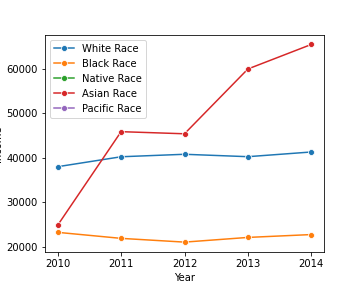 White Race
Black Race
Native Race
Asian Race
Pacific Race
60000
50000
40000
30000
20000
2010
2011
2012
2013
2014
Year